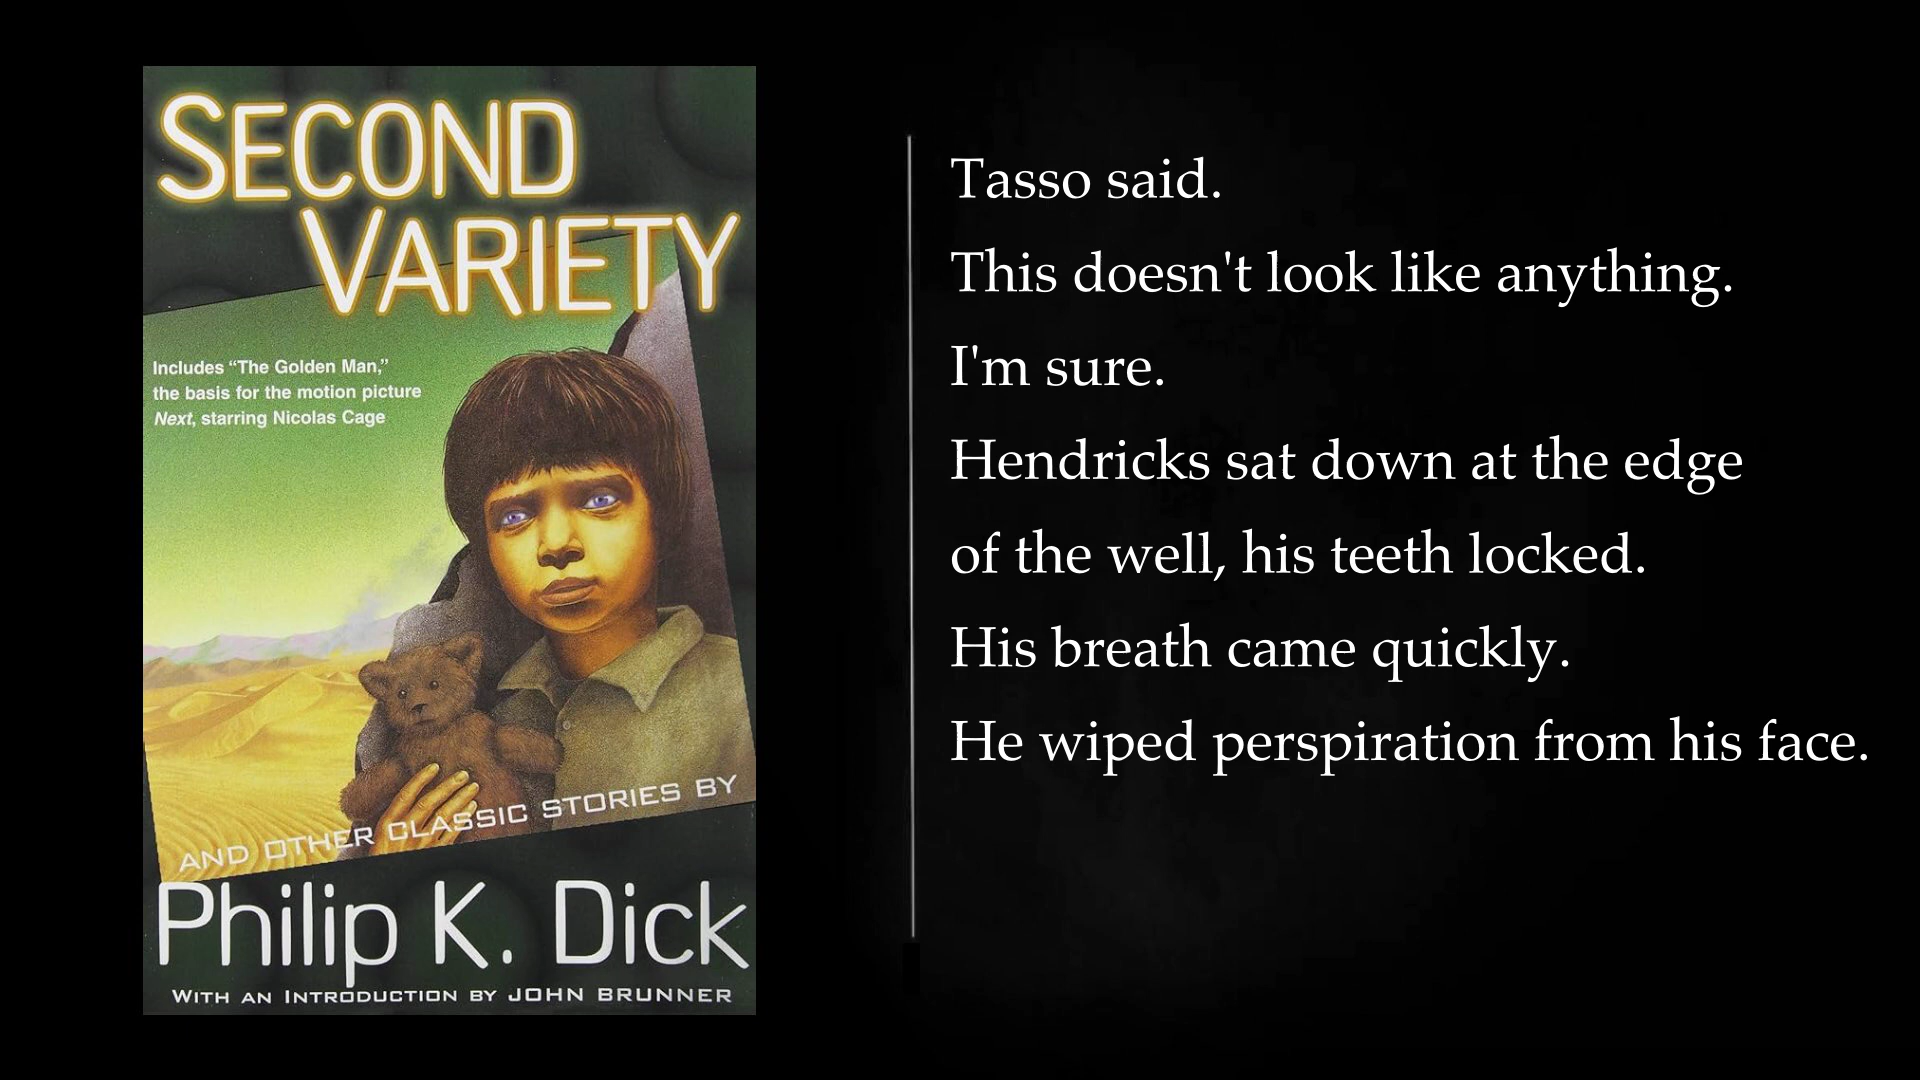 SECOND
VARIETY
Includes “The Golden Man,”
the basis for the motion picture
Next, starring Nicolas Cage
AND OTHER CLASSIC STORIES BY
Philip K. Dick
WITH AN INTRODUCTION BY JOHN BRUNNER
Tasso said.
This doesn't look like anything.
I'm sure.
Hendricks sat down at the edge
of the well, his teeth locked.
His breath came quickly.
He wiped perspiration from his face.